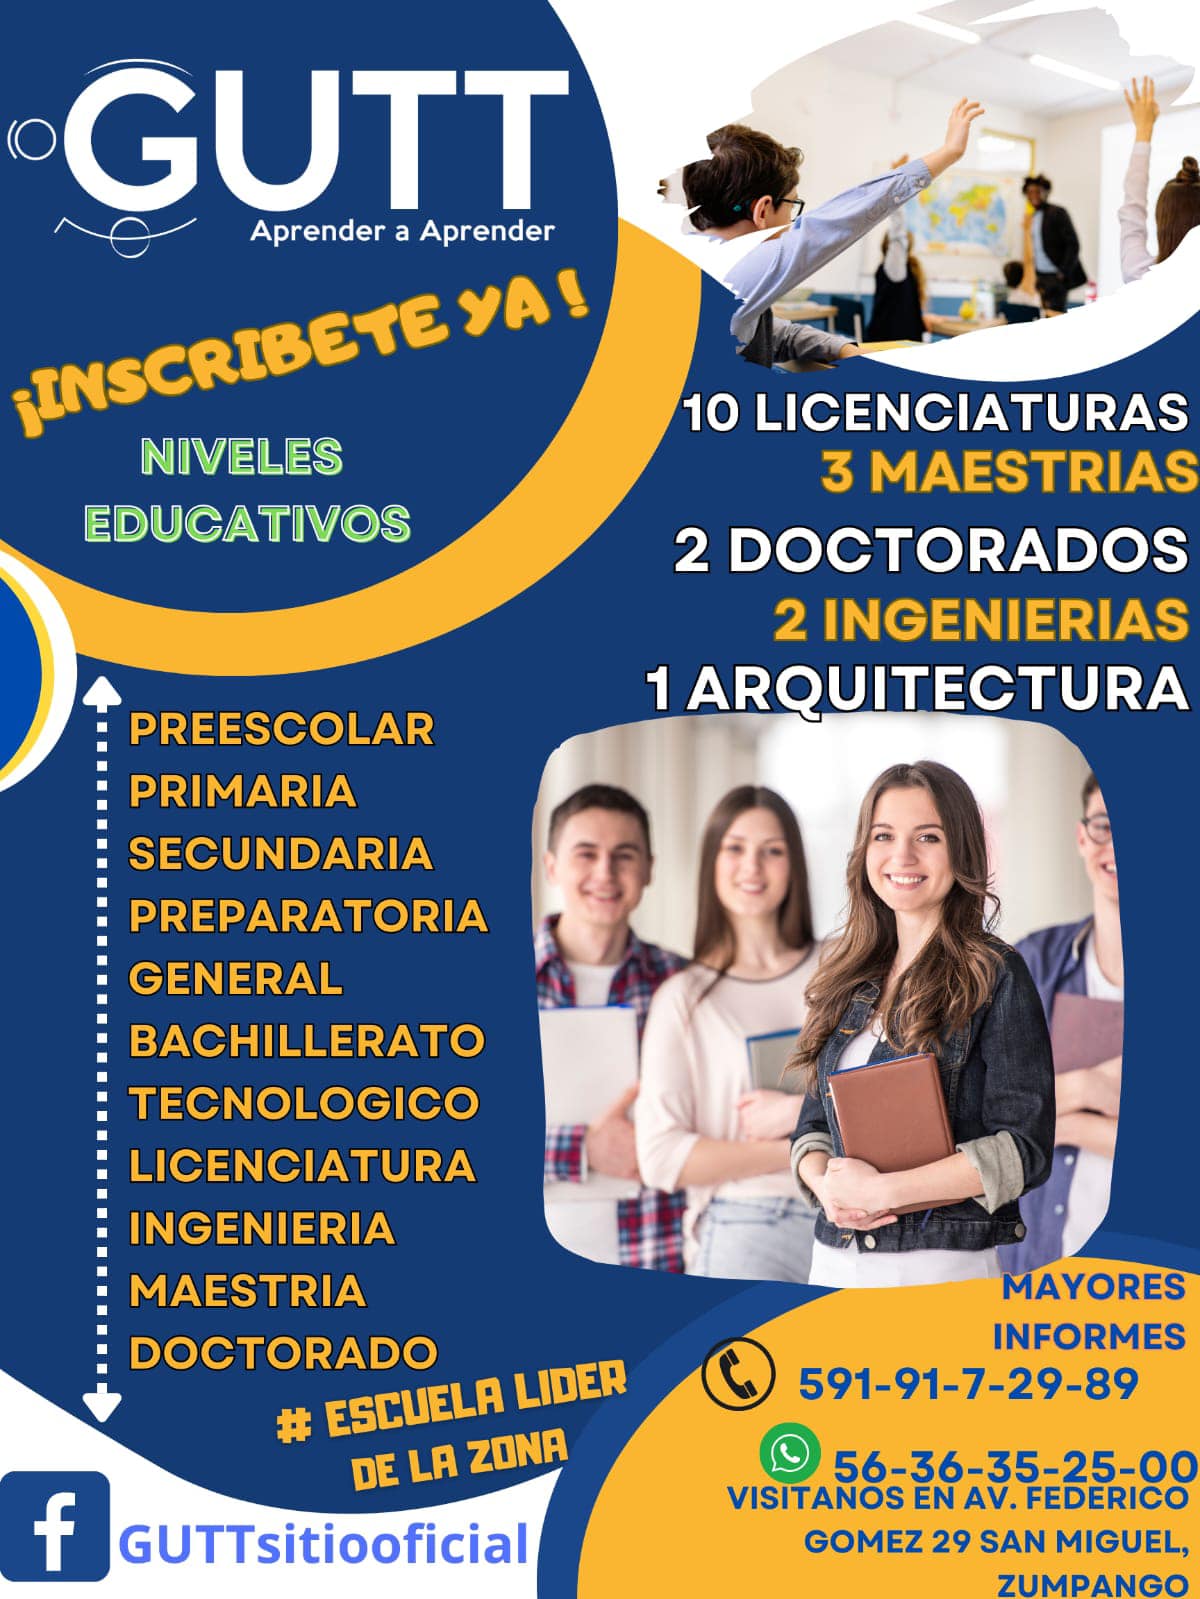 GUTT
Aprender a Aprender
¡INSCRIBETE YA !
NIVELES
EDUCATIVOS
10 LICENCIATURAS
3 MAESTRIAS
2 DOCTORADOS
2 INGENIERIAS
1 ARQUITECTURA
PREESCOLAR
PRIMARIA
SECUNDARIA
PREPARATORIA
GENERAL
BACHILLERATO
TECNOLOGICO
LICENCIATURA
INGENIERIA
MAESTRIA
DOCTORADO
# ESCUELA LIDER
DE LA ZONA
GUTTsitiooficial
MAYORES
INFORMES
591-91-7-29-89
56-36-35-25-00
VISITANOS EN AV. FEDERICO
GOMEZ 29 SAN MIGUEL,
ZUMPANGO